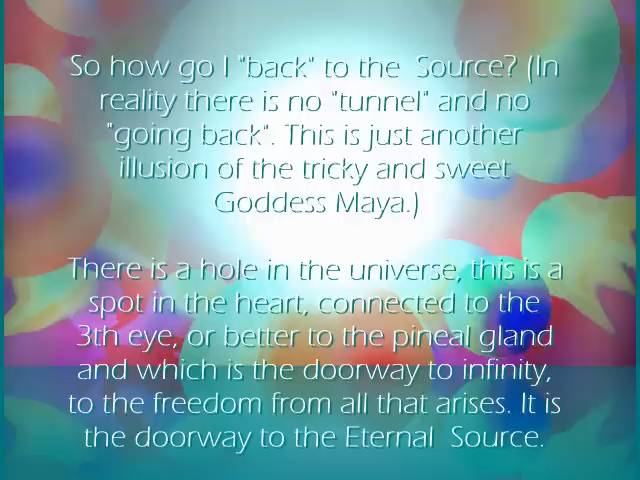 So how go I "back" to the Source? (In
reality there is no "tunnel" and no
"going back". This is just another
illusion of the tricky and sweet
Goddess Maya.)
There is a hole in the universe, this is a
spot in the heart, connected to the
3th eye, or better to the pineal gland
and which is the doorway to infinity,
to the freedom from all that arises. It is
the doorway to the Eternal Source.